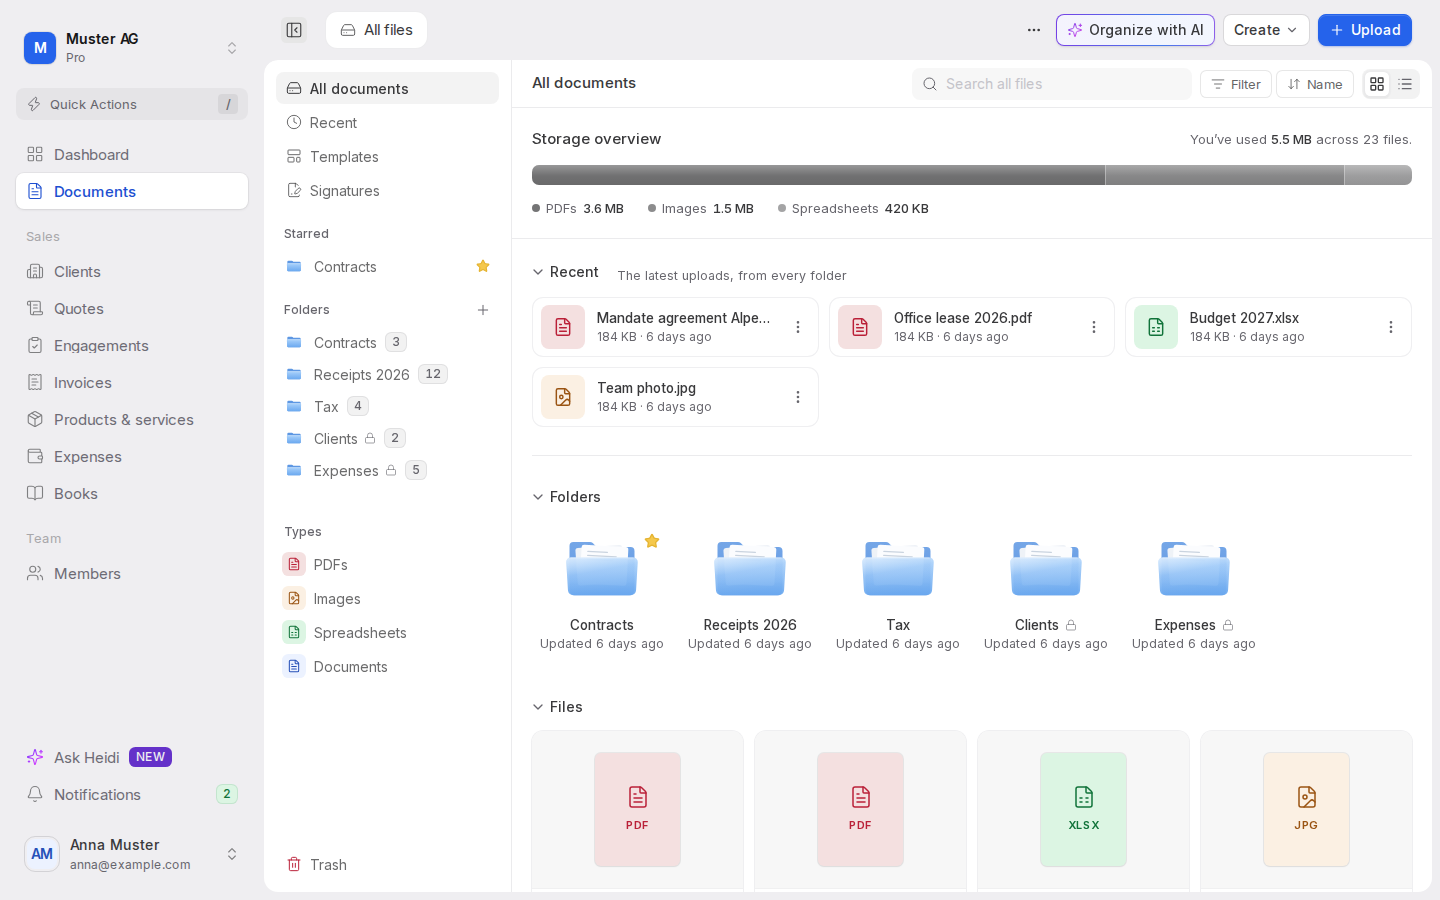 M
Muster AG
Pro
Quick Actions
/
Dashboard
Documents
Sales
Clients
Quotes
Engagements
Invoices
Products & services
Expenses
Books
Team
Members
Ask Heidi
NEW
Notifications
2
AM
Anna Muster
anna@example.com
All files
Organize with AI
Create
Upload
All documents
Recent
Templates
Signatures
Starred
Contracts
Folders
Contracts 3
Receipts 2026 12
Tax 4
Clients 2
Expenses 5
Types
PDFs
Images
Spreadsheets
Documents
Trash
All documents
Search all files
Filter
Name
Storage overview
You've used 5.5 MB across 23 files.
PDFs 3.6 MB
Images 1.5 MB
Spreadsheets 420 KB
Recent
The latest uploads, from every folder
Mandate agreement Alpe...
184 KB · 6 days ago
Office lease 2026.pdf
184 KB · 6 days ago
Budget 2027.xlsx
184 KB · 6 days ago
Team photo.jpg
184 KB · 6 days ago
Folders
Contracts
Updated 6 days ago
Receipts 2026
Updated 6 days ago
Tax
Updated 6 days ago
Clients
Updated 6 days ago
Expenses
Updated 6 days ago
Files
PDF
PDF
XLSX
JPG